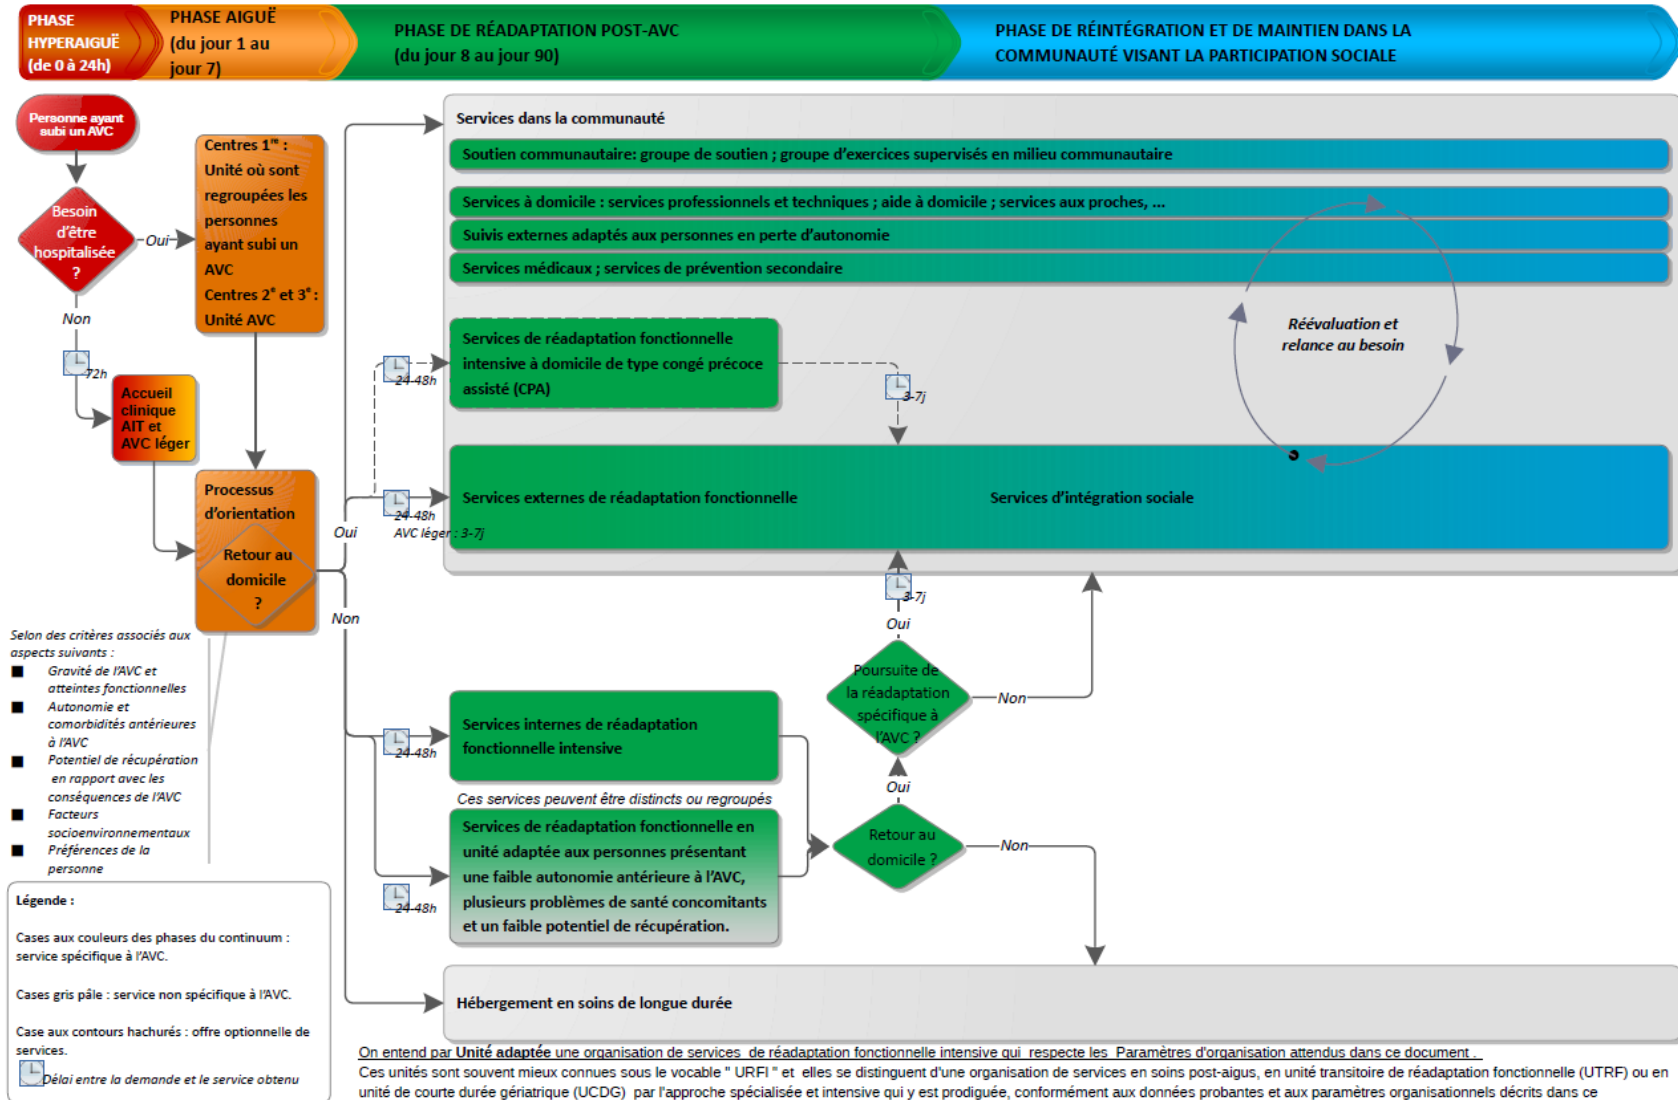 PHASE
HYPERAIGUË
(de 0 à 24h)
PHASE AIGUË
(du jour 1 au
jour 7)
PHASE DE RÉADAPTATION POST-AVC
(du jour 8 au jour 90)
PHASE DE RÉINTÉGRATION ET DE MAINTIEN DANS LA
COMMUNAUTÉ VISANT LA PARTICIPATION SOCIALE
Personne ayant
subi un AVC
Besoin
d'être
hospitalisée
?
Oui
Non
72h
Centres 1re :
Unité où sont
regroupées les
personnes
ayant subi un
AVC
Centres 2e et 3e :
Unité AVC
Accueil
clinique
AIT et
AVC léger
Processus
d'orientation
Retour au
domicile
?
Oui
Non
Selon des critères associés aux
aspects suivants :
■ Gravité de l'AVC et
atteintes fonctionnelles
■ Autonomie et
comorbidités antérieures
à l'AVC
■ Potentiel de récupération
en rapport avec les
conséquences de l'AVC
■ Facteurs
socioenvironnementaux
■ Préférences de la
personne
Services dans la communauté
Soutien communautaire: groupe de soutien ; groupe d'exercices supervisés en milieu communautaire
Services à domicile : services professionnels et techniques ; aide à domicile ; services aux proches, ...
Suivis externes adaptés aux personnes en perte d'autonomie
Services médicaux ; services de prévention secondaire
Réévaluation et
relance au besoin
24-48h
Services de réadaptation fonctionnelle
intensive à domicile de type congé précoce
assisté (CPA)
3-7j
24-48h
AVC léger : 3-7j
Services externes de réadaptation fonctionnelle
Services d'intégration sociale
3-7j
Oui
Poursuite de
la réadaptation
spécifique à
l'AVC ?
Non
24-48h
Services internes de réadaptation
fonctionnelle intensive
Ces services peuvent être distincts ou regroupés
24-48h
Services de réadaptation fonctionnelle en
unité adaptée aux personnes présentant
une faible autonomie antérieure à l'AVC,
plusieurs problèmes de santé concomitants
et un faible potentiel de récupération.
Oui
Retour au
domicile ?
Non
Hébergement en soins de longue durée
Légende :
Cases aux couleurs des phases du continuum :
service spécifique à l'AVC.
Cases gris pâle : service non spécifique à l'AVC.
Case aux contours hachurés : offre optionnelle de
services.
Délai entre la demande et le service obtenu
On entend par Unité adaptée une organisation de services de réadaptation fonctionnelle intensive qui respecte les Paramètres d'organisation attendus dans ce document .
Ces unités sont souvent mieux connues sous le vocable " URFI " et elles se distinguent d'une organisation de services en soins post-aigus, en unité transitoire de réadaptation fonctionnelle (UTRF) ou en
unité de courte durée gériatrique (UCDG) par l'approche spécialisée et intensive qui y est prodiguée, conformément aux données probantes et aux paramètres organisationnels décrits dans ce